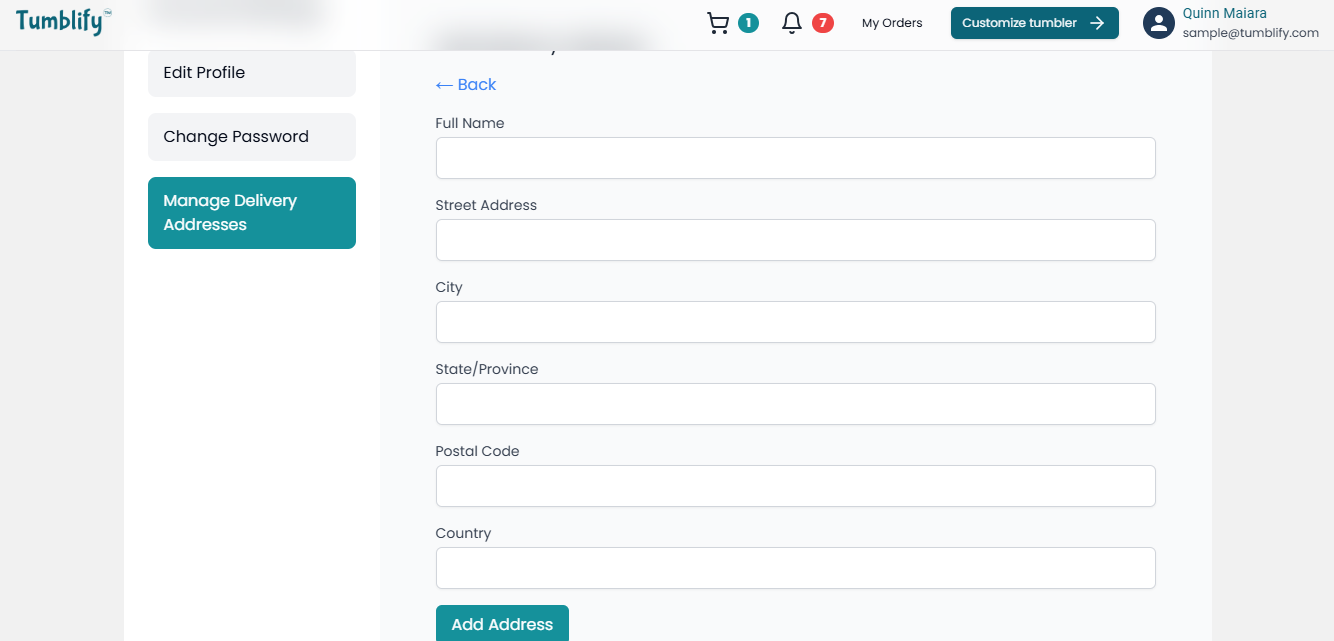 Tumblify™
1
7
My Orders
Customize tumbler
Quinn Maiara
sample@tumblify.com
Edit Profile
Change Password
Manage Delivery
Addresses
← Back
Full Name
Street Address
City
State/Province
Postal Code
Country
Add Address